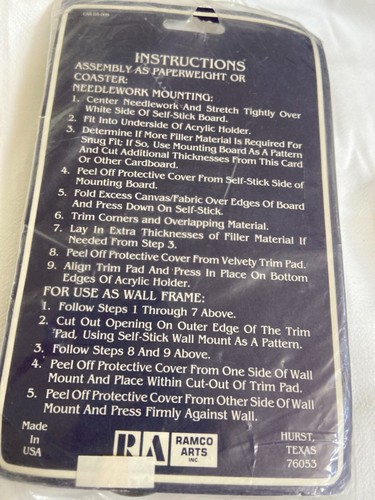 INSTRUCTIONS
ASSEMBLY AS PAPERWEIGHT OR
COASTER:
NEEDLEWORK MOUNTING:
1. Center Needlework And Stretch Tightly Over
White Side Of Self-Stick Board.
2. Fit Into Underside Of Acrylic Holder.
3. Determine If More Filler Material Is Required For
Snug Fit; If So, Use Mounting Board As A Pattern
And Cut Additional Thicknesses From This Card
Or Other Cardboard.
4. Peel Off Protective Cover From Self-Stick Side of
Mounting Board.
5. Fold Excess Canvas/Fabric Over Edges Of Board
And Press Down On Self-Stick.
6. Trim Corners and Overlapping Material.
7. Lay In Extra Thicknesses of Filler Material If
Needed From Step 3.
8. Peel Off Protective Cover From Velvety Trim Pad.
9. Align Trim Pad And Press In Place On Bottom
Edges Of Acrylic Holder.
FOR USE AS WALL FRAME:
1. Follow Steps 1 Through 7 Above.
2. Cut Out Opening On Outer Edge Of The Trim
Pad, Using Self-Stick Wall Mount As A Pattern.
3. Follow Steps 8 And 9 Above.
4. Peel Off Protective Cover From One Side Of Wall
Mount And Place Within Cut-Out Of Trim Pad.
5. Peel Off Protective Cover From Other Side Of Wall
Mount And Press Firmly Against Wall.
Made
In
USA
RA
RAMCO
ARTS
INC
HURST,
TEXAS
76053